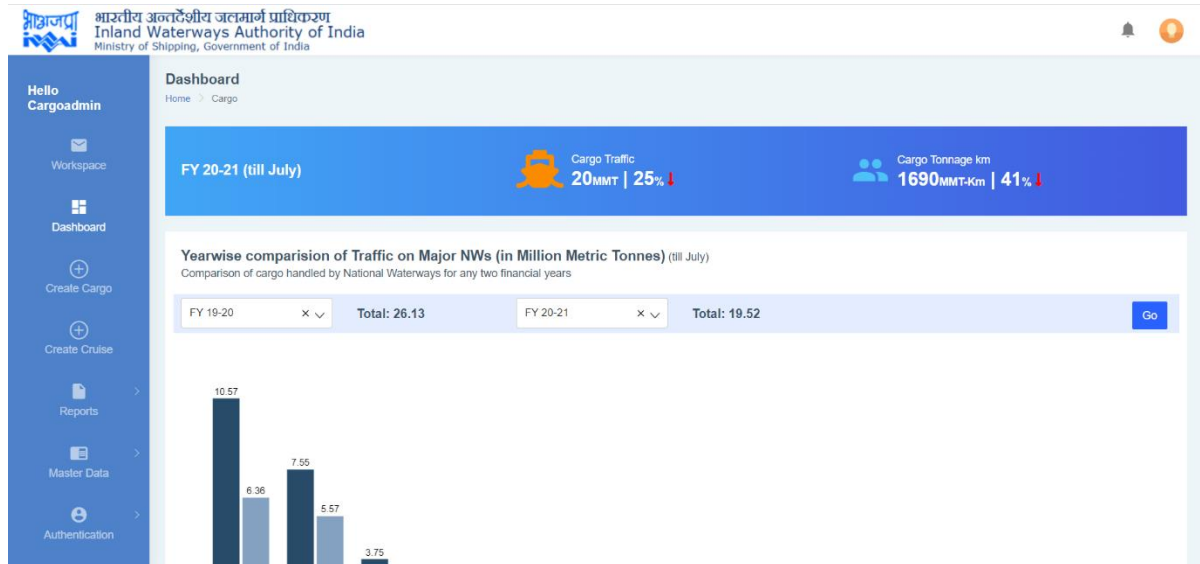 भाअजप्रा
भारतीय अन्तर्देशीय जलमार्ग प्राधिकरण
Inland Waterways Authority of India
Ministry of Shipping, Government of India
Hello
Cargoadmin
Workspace
Dashboard
Create Cargo
Create Cruise
Reports
Master Data
Authentication
Dashboard
Home > Cargo
FY 20-21 (till July)
Cargo Traffic
20MMT | 25%
Cargo Tonnage km
1690MMT-Km | 41%
Yearwise comparision of Traffic on Major NWs (in Million Metric Tonnes) (till July)
Comparison of cargo handled by National Waterways for any two financial years
FY 19-20 × Total: 26.13 FY 20-21 × Total: 19.52 Go
10.57
6.36
7.55
5.57
3.75